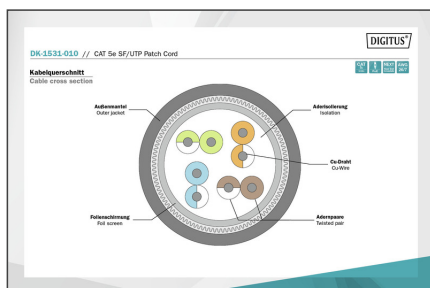 DIGITUS®
DK-1531-010 // CAT 5e SF/UTP Patch Cord
Kabelquerschnitt
Cable cross section
Außenmantel
Outer jacket
Aderisolierung
Isolation
Cu-Draht
Cu-Wire
Folienschirmung
Foil screen
Adernpaare
Twisted pair